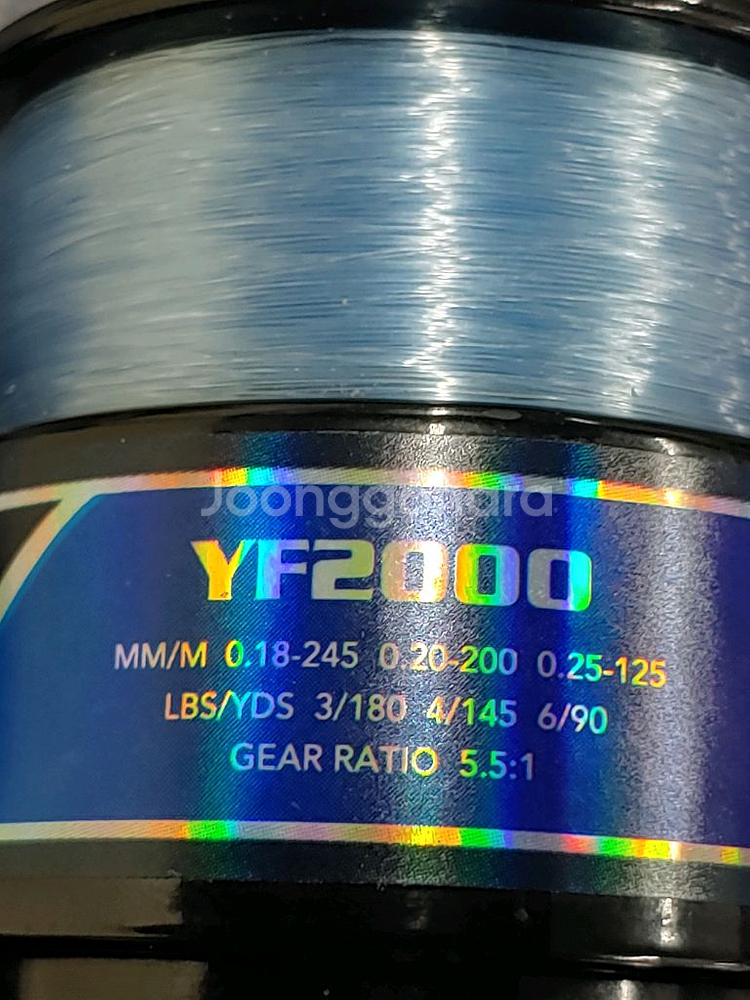 Joonggonara
YF2000
MM/M 0.18-245 0.20-200 0.25-125
LBS/YDS 3/180 4/145 6/90
GEAR RATIO 5.5:1